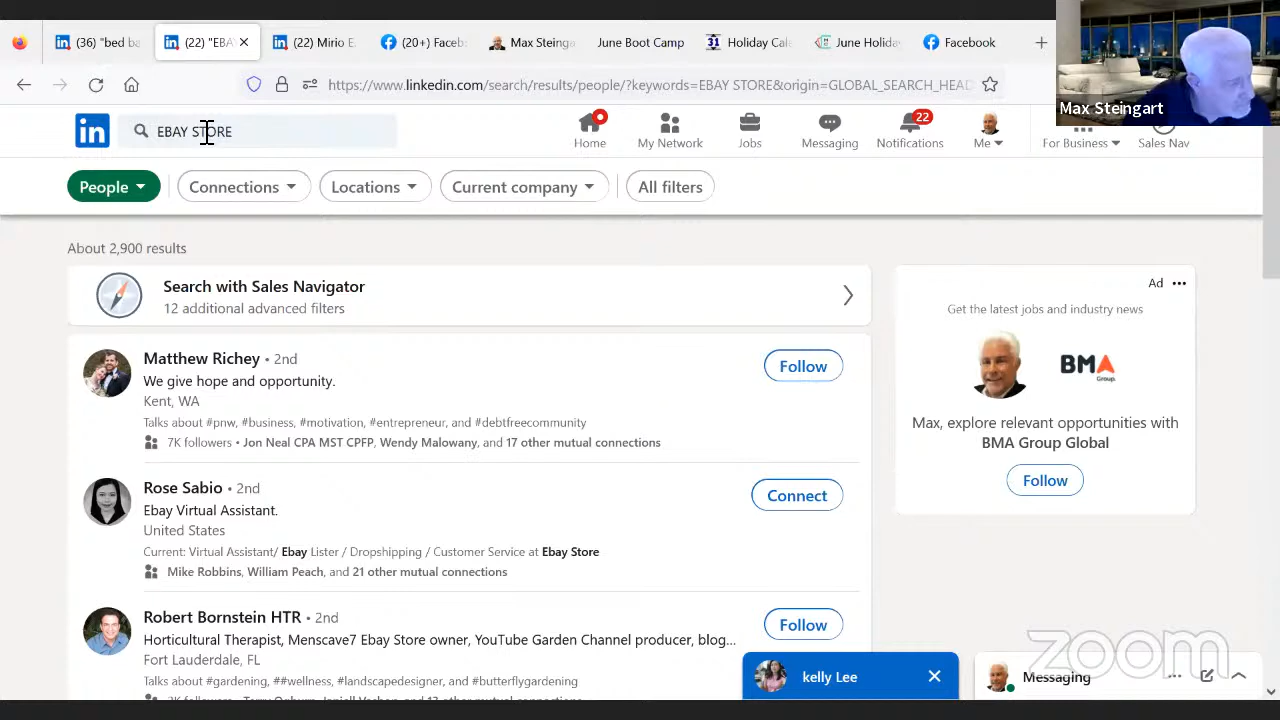 (36) "bed ba
(22) "EBA
(22) Mirio E.
(20+) Faceb
Max Steinga
June Boot Camp
31 Holiday Cal
June Holida
Facebook
Max Steingart
https://www.linkedin.com/search/results/people/?keywords=EBAY STORE&origin=GLOBAL_SEARCH_HEAD
in
EBAY STORE
22
Home
My Network
Jobs
Messaging
Notifications
Me
For Business
Sales Nav
People
Connections
Locations
Current company
All filters
About 2,900 results
Search with Sales Navigator
12 additional advanced filters
Matthew Richey • 2nd
Follow
We give hope and opportunity.
Kent, WA
Talks about #pnw, #business, #motivation, #entrepreneur, and #debtfreecommunity
7K followers • Jon Neal CPA MST CPFP, Wendy Malowany, and 17 other mutual connections
Rose Sabio • 2nd
Connect
Ebay Virtual Assistant.
United States
Current: Virtual Assistant/ Ebay Lister / Dropshipping / Customer Service at Ebay Store
Mike Robbins, William Peach, and 21 other mutual connections
Robert Bornstein HTR • 2nd
Follow
Horticultural Therapist, Menscave7 Ebay Store owner, YouTube Garden Channel producer, blog...
Fort Lauderdale, FL
Talks about #gardening, ##wellness, #landscapedesigner, and #butterflygardening
Ad
Get the latest jobs and industry news
BMA
Group.
Max, explore relevant opportunities with
BMA Group Global
Follow
zoom
kelly Lee
Messaging